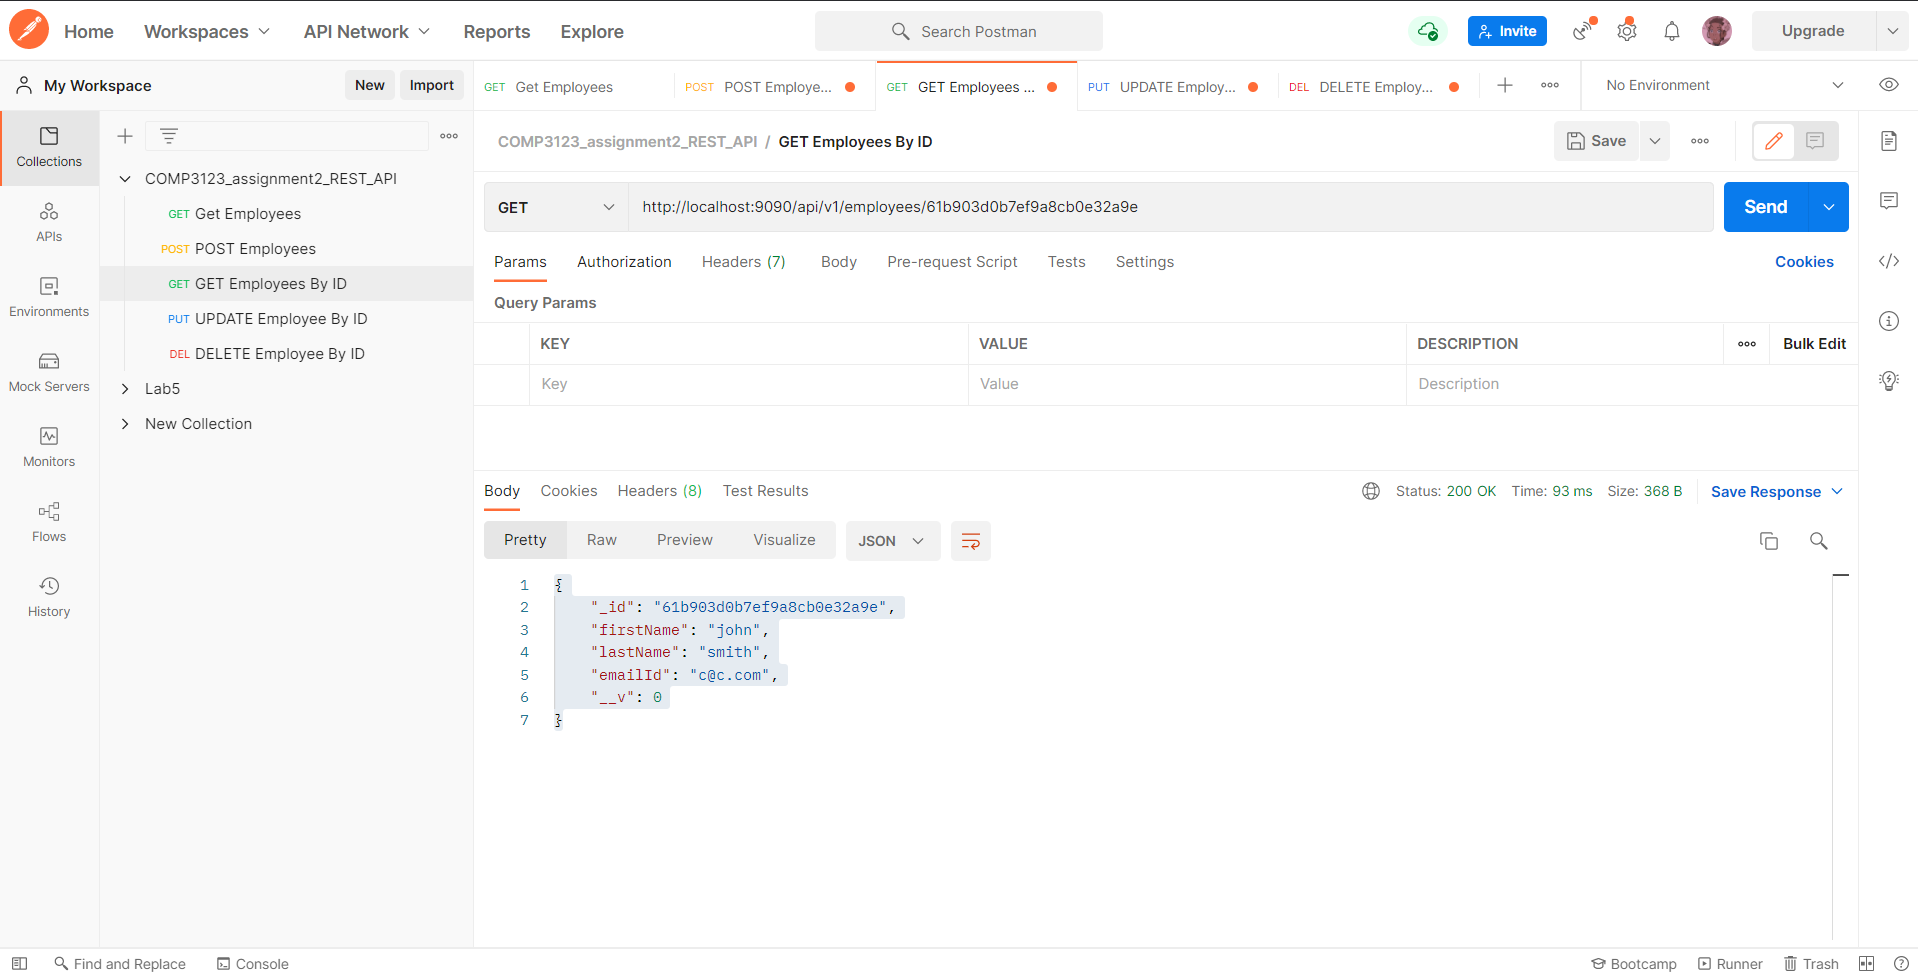 Home
Workspaces
API Network
Reports
Explore
Search Postman
Invite
Upgrade
My Workspace
New
Import
GET Get Employees
POST POST Employe...
GET GET Employees ...
PUT UPDATE Employ...
DEL DELETE Employ...
No Environment
Collections
APIs
Environments
Mock Servers
Monitors
Flows
History
COMP3123_assignment2_REST_API
GET Get Employees
POST POST Employees
GET GET Employees By ID
PUT UPDATE Employee By ID
DEL DELETE Employee By ID
Lab5
New Collection
COMP3123_assignment2_REST_API / GET Employees By ID
Save
GET
http://localhost:9090/api/v1/employees/61b903d0b7ef9a8cb0e32a9e
Send
Params
Authorization
Headers (7)
Body
Pre-request Script
Tests
Settings
Cookies
Query Params
KEY
VALUE
DESCRIPTION
Bulk Edit
Key
Value
Description
Body
Cookies
Headers (8)
Test Results
Status: 200 OK
Time: 93 ms
Size: 368 B
Save Response
Pretty
Raw
Preview
Visualize
JSON
1 {
2 "_id": "61b903d0b7ef9a8cb0e32a9e",
3 "firstName": "john",
4 "lastName": "smith",
5 "emailId": "c@c.com",
6 "__v": 0
7 }
Find and Replace
Console
Bootcamp
Runner
Trash